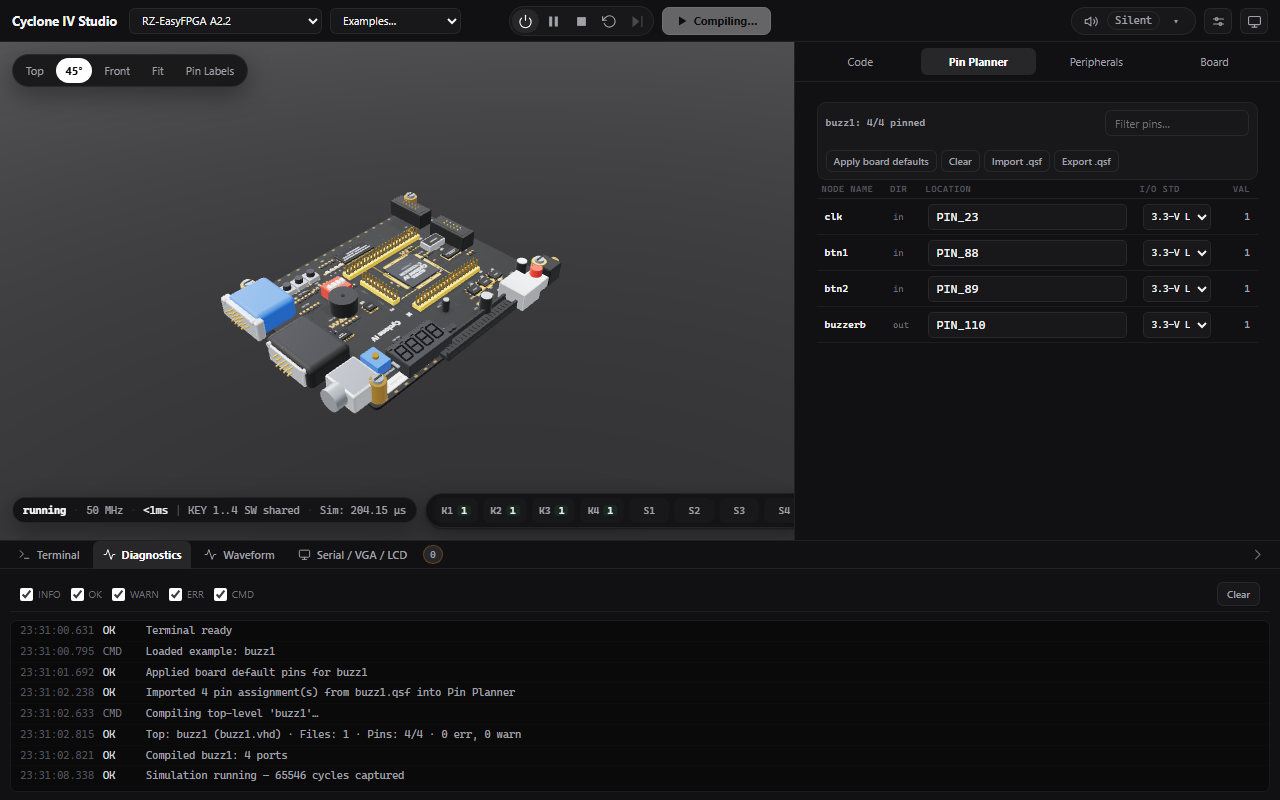 Cyclone IV Studio RZ-EasyFPGA A2.2 Examples... Compiling... Silent
Top 45° Front Fit Pin Labels
Code Pin Planner Peripherals Board
buzz1: 4/4 pinned Filter pins...
Apply board defaults Clear Import .qsf Export .qsf
NODE NAME DIR LOCATION I/O STD VAL
clk in PIN_23 3.3-V L 1
btn1 in PIN_88 3.3-V L 1
btn2 in PIN_89 3.3-V L 1
buzzerb out PIN_110 3.3-V L 1
Cyclone IV
running · 50 MHz · <1ms | KEY 1..4 SW shared · Sim: 204.15 µs
K1 1 K2 1 K3 1 K4 1 S1 S2 S3 S4
Terminal Diagnostics Waveform Serial / VGA / LCD 0
INFO OK WARN ERR CMD Clear
23:31:00.631 OK Terminal ready
23:31:00.795 CMD Loaded example: buzz1
23:31:01.692 OK Applied board default pins for buzz1
23:31:02.238 OK Imported 4 pin assignment(s) from buzz1.qsf into Pin Planner
23:31:02.633 CMD Compiling top-level 'buzz1'…
23:31:02.815 OK Top: buzz1 (buzz1.vhd) · Files: 1 · Pins: 4/4 · 0 err, 0 warn
23:31:02.821 OK Compiled buzz1: 4 ports
23:31:08.338 OK Simulation running — 65546 cycles captured